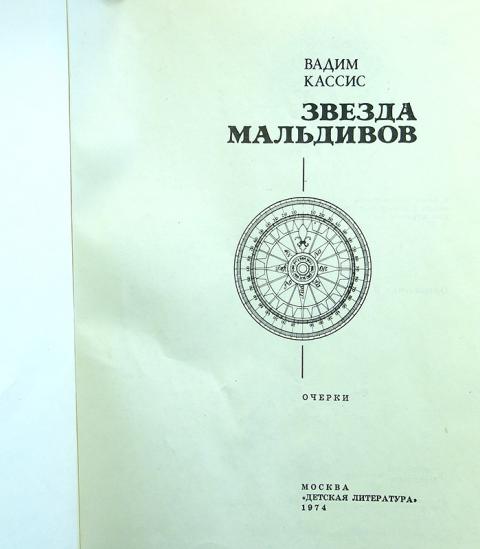 ВАДИМ
КАССИС
ЗВЕЗДА
МАЛЬДИВОВ
ОЧЕРКИ
МОСКВА
«ДЕТСКАЯ ЛИТЕРАТУРА»
1974